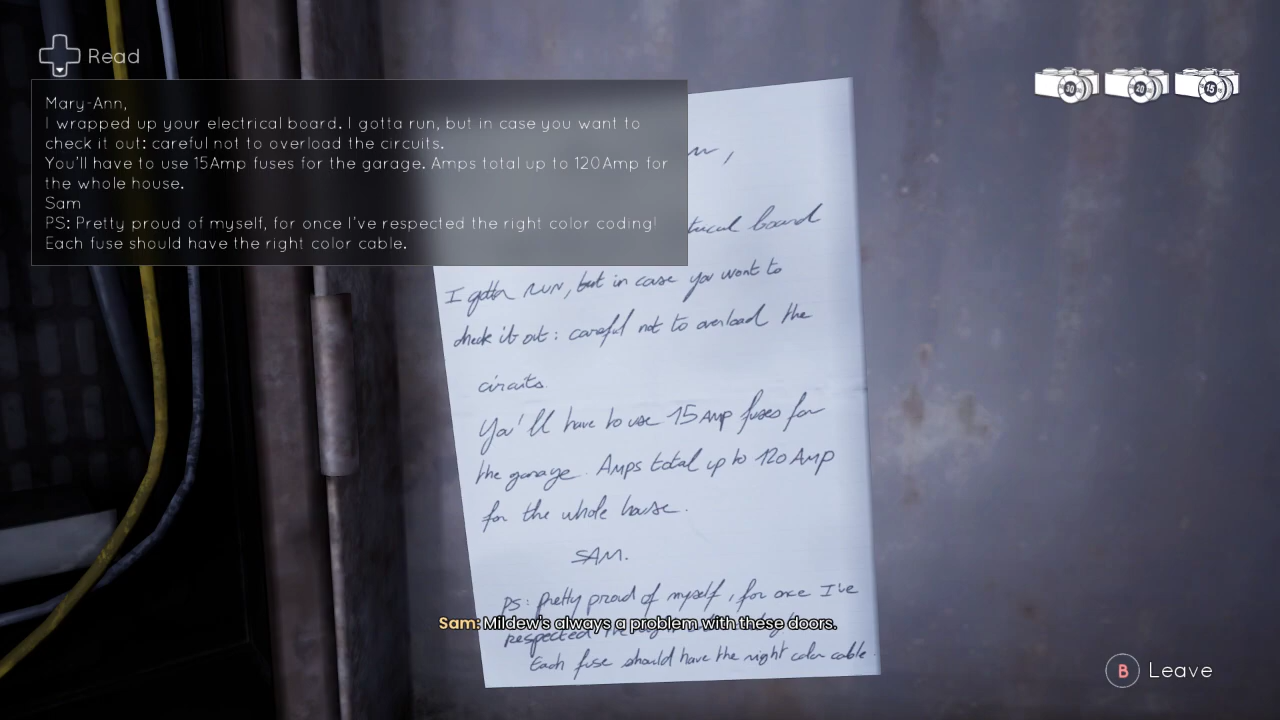 Read
Mary-Ann,
I wrapped up your electrical board. I gotta run, but in case you want to
check it out: careful not to overload the circuits.
You'll have to use 15Amp fuses for the garage. Amps total up to 120Amp for
the whole house.
Sam
PS: Pretty proud of myself, for once I've respected the right color coding!
Each fuse should have the right color cable.
30 20 15
board
I gotta run, but in case you want to
check it out: careful not to overload the
circuits.
You'll have to use 15 Amp fuses for
the garage. Amps total up to 120 AMP
for the whole house.
SAM.
PS: pretty proud of myself, for once I've
Sam: Mildew's always a problem with these doors.
respected the
Each fuse should have the right color cable.
Ⓑ Leave